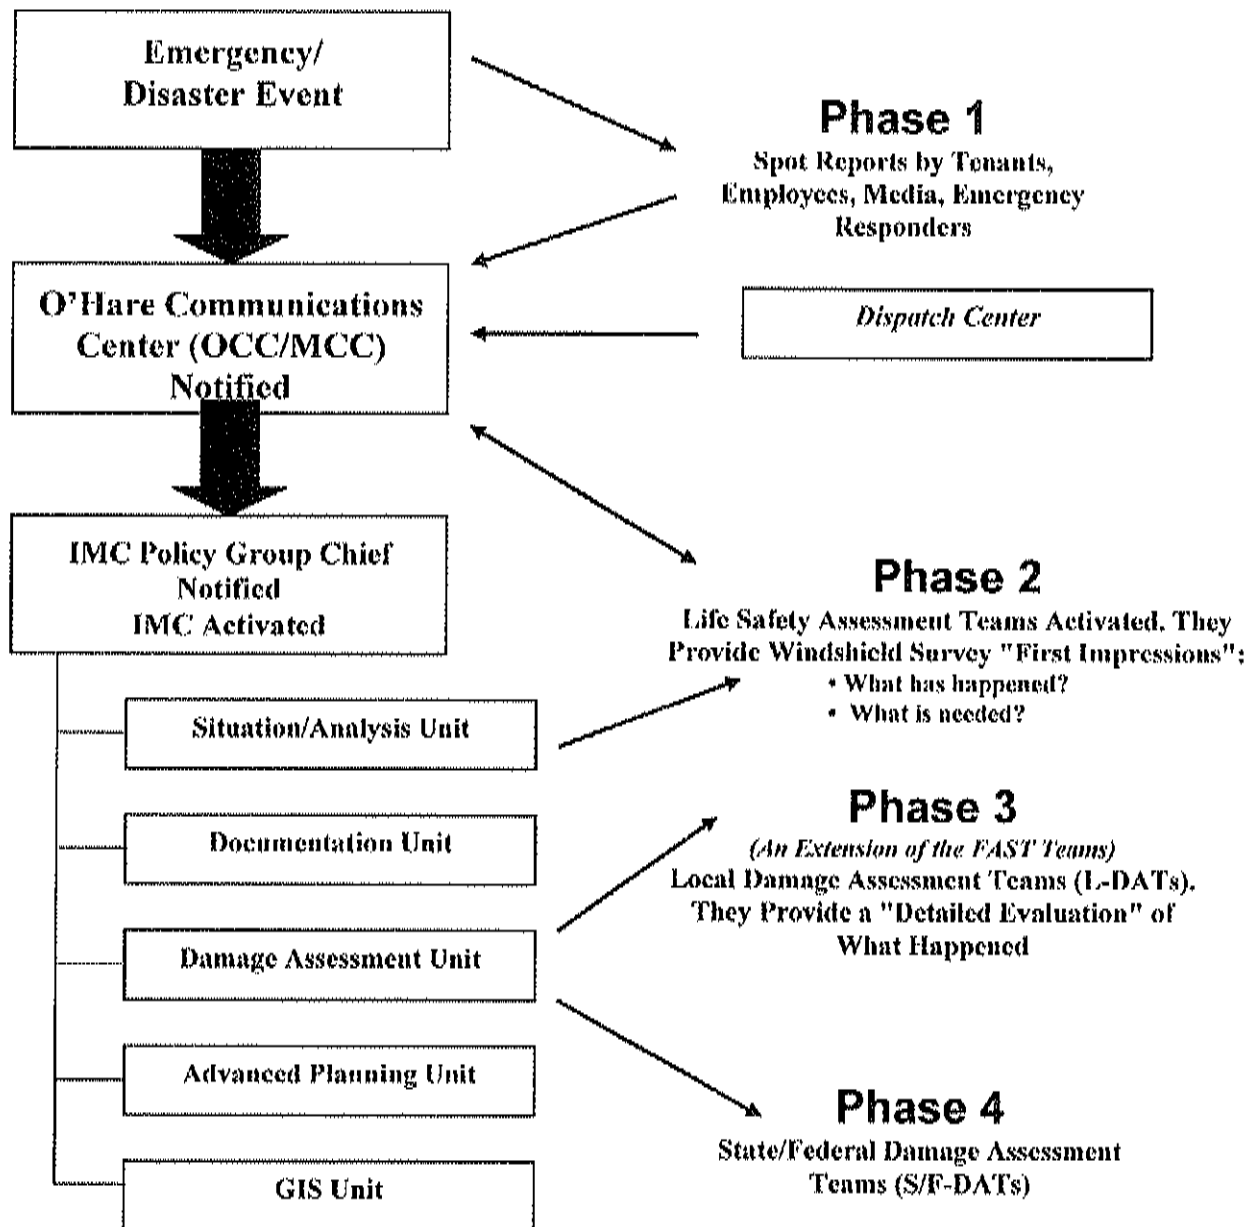 Emergency/
Disaster Event
Phase 1
Spot Reports by Tenants,
Employees, Media, Emergency
Responders
O'Hare Communications
Center (OCC/MCC)
Notified
Dispatch Center
IMC Policy Group Chief
Notified
IMC Activated
Phase 2
Life Safety Assessment Teams Activated. They
Provide Windshield Survey "First Impressions":
• What has happened?
• What is needed?
Situation/Analysis Unit
Documentation Unit
Damage Assessment Unit
Advanced Planning Unit
GIS Unit
Phase 3
(An Extension of the FAST Teams)
Local Damage Assessment Teams (L-DATs).
They Provide a "Detailed Evaluation" of
What Happened
Phase 4
State/Federal Damage Assessment
Teams (S/F-DATs)